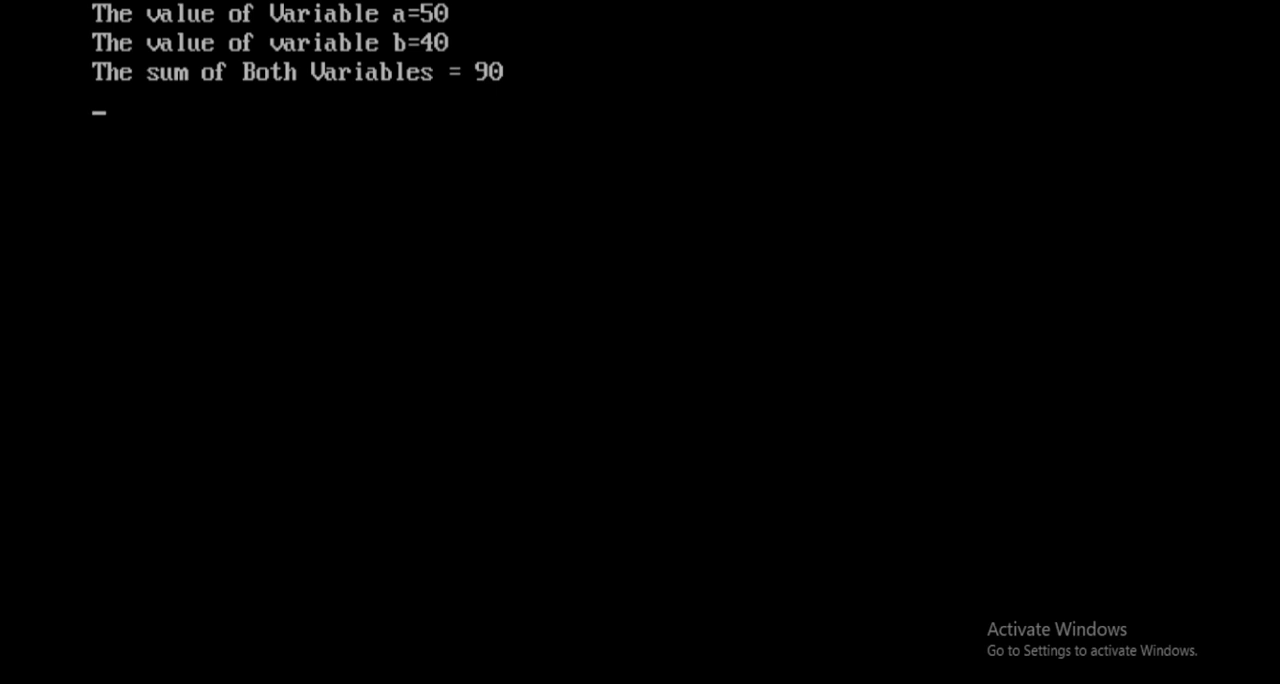 The value of Variable a=50
The value of variable b=40
The sum of Both Variables = 90
_
Activate Windows
Go to Settings to activate Windows.